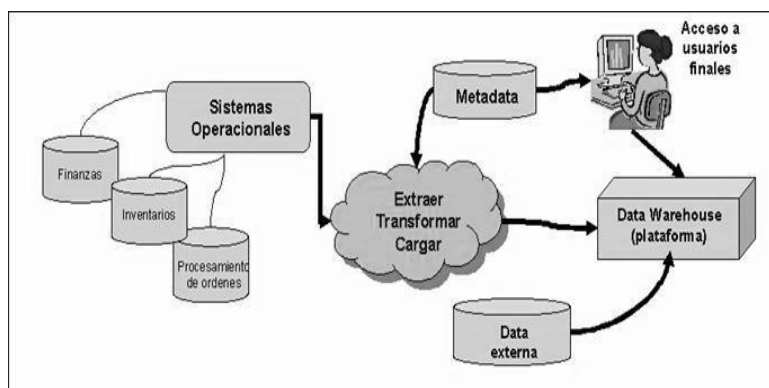 Acceso a
usuarios
finales
Metadata
Sistemas
Operacionales
Finanzas
Inventarios
Procesamiento
de ordenes
Extraer
Transformar
Cargar
Data Warehouse
(plataforma)
Data
externa